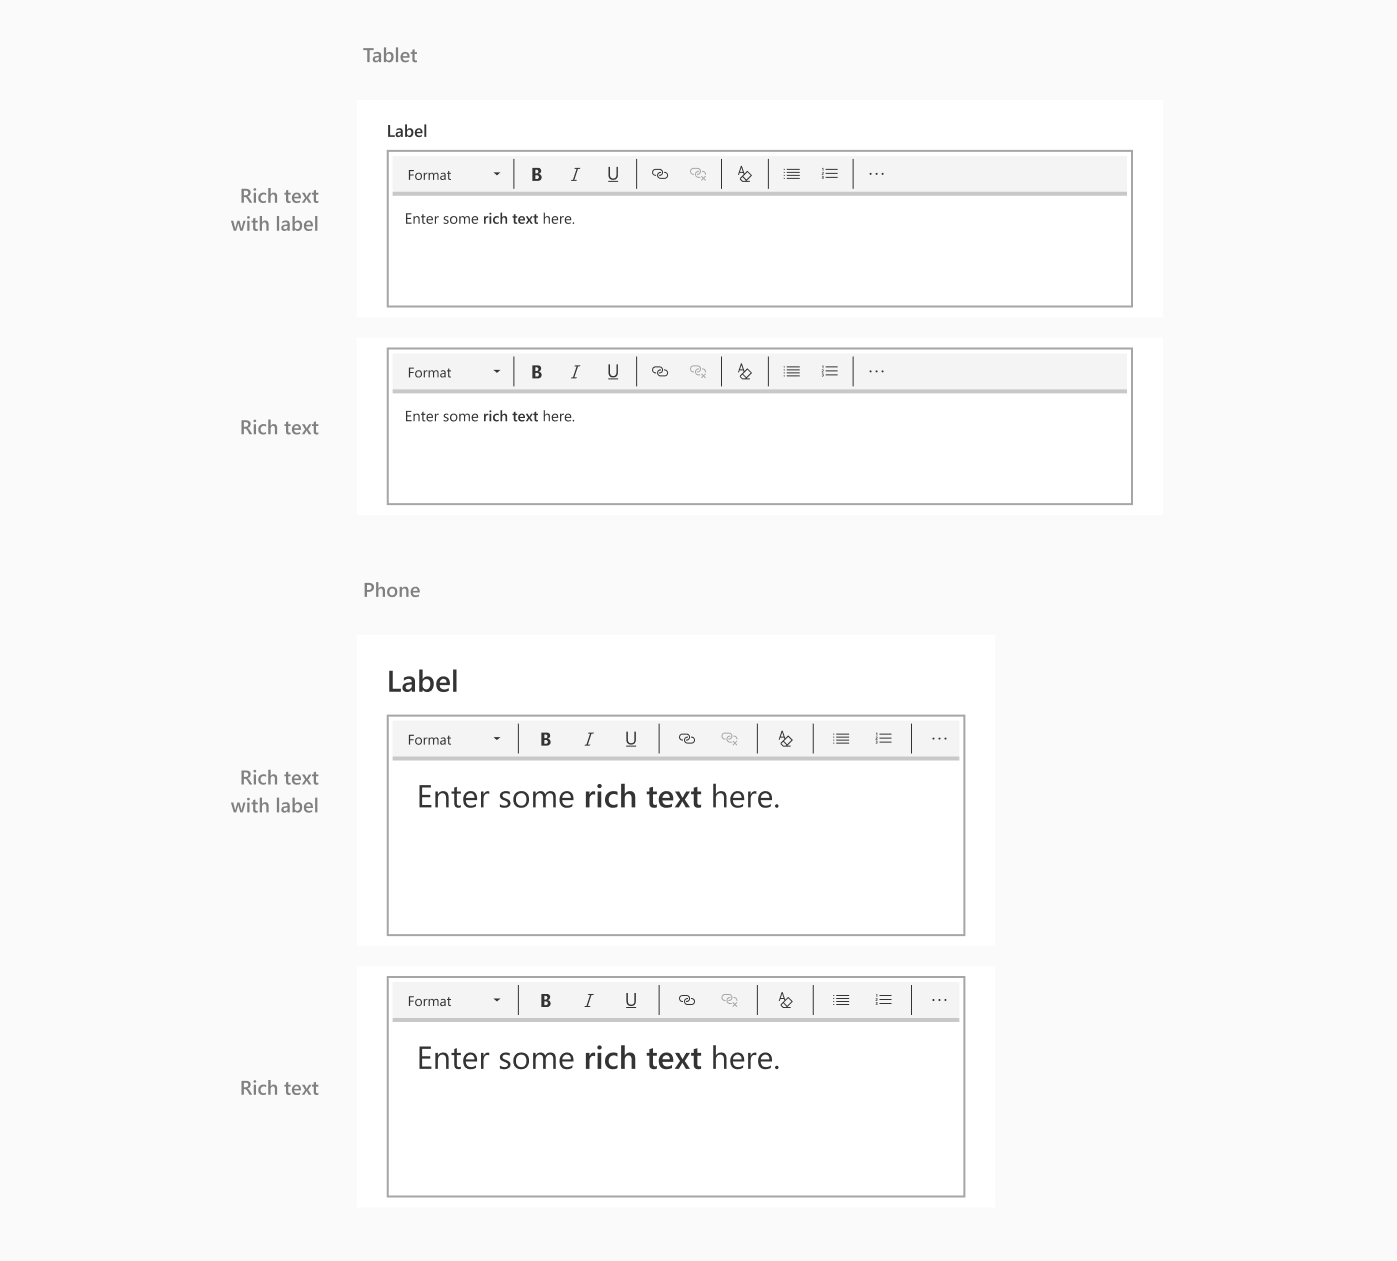 Tablet
Label
Rich text
with label
Format B I U ...
Enter some rich text here.
Rich text
Format B I U ...
Enter some rich text here.
Phone
Label
Rich text
with label
Format B I U ...
Enter some rich text here.
Rich text
Format B I U ...
Enter some rich text here.